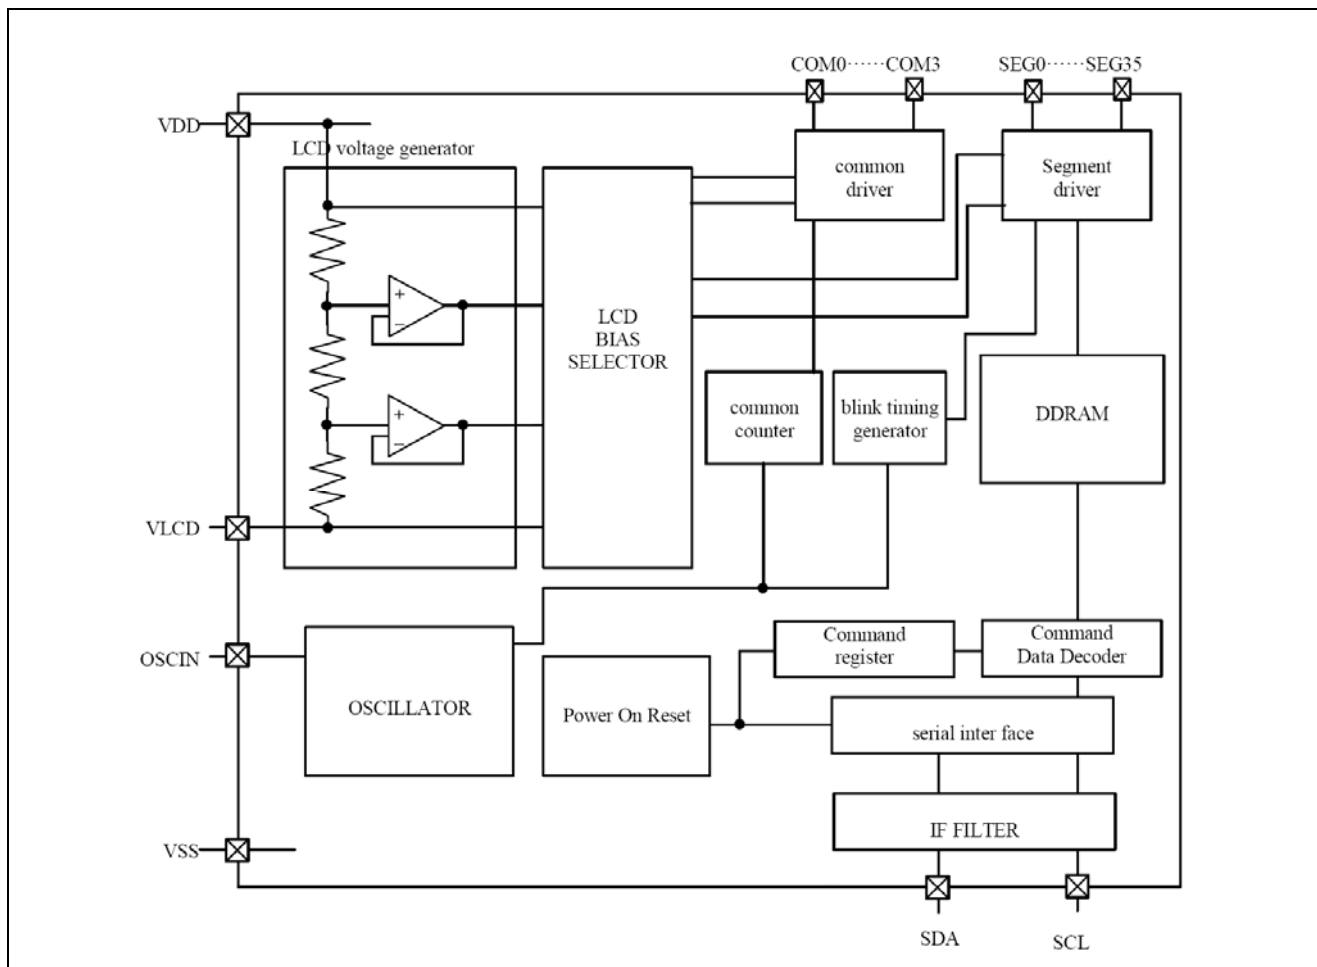 COM0······COM3
SEG0······SEG35
VDD
LCD voltage generator
common
driver
Segment
driver
+
−
LCD
BIAS
SELECTOR
+
−
common
counter
blink timing
generator
DDRAM
VLCD
OSCIN
OSCILLATOR
Power On Reset
Command
register
Command
Data Decoder
serial inter face
IF FILTER
VSS
SDA
SCL